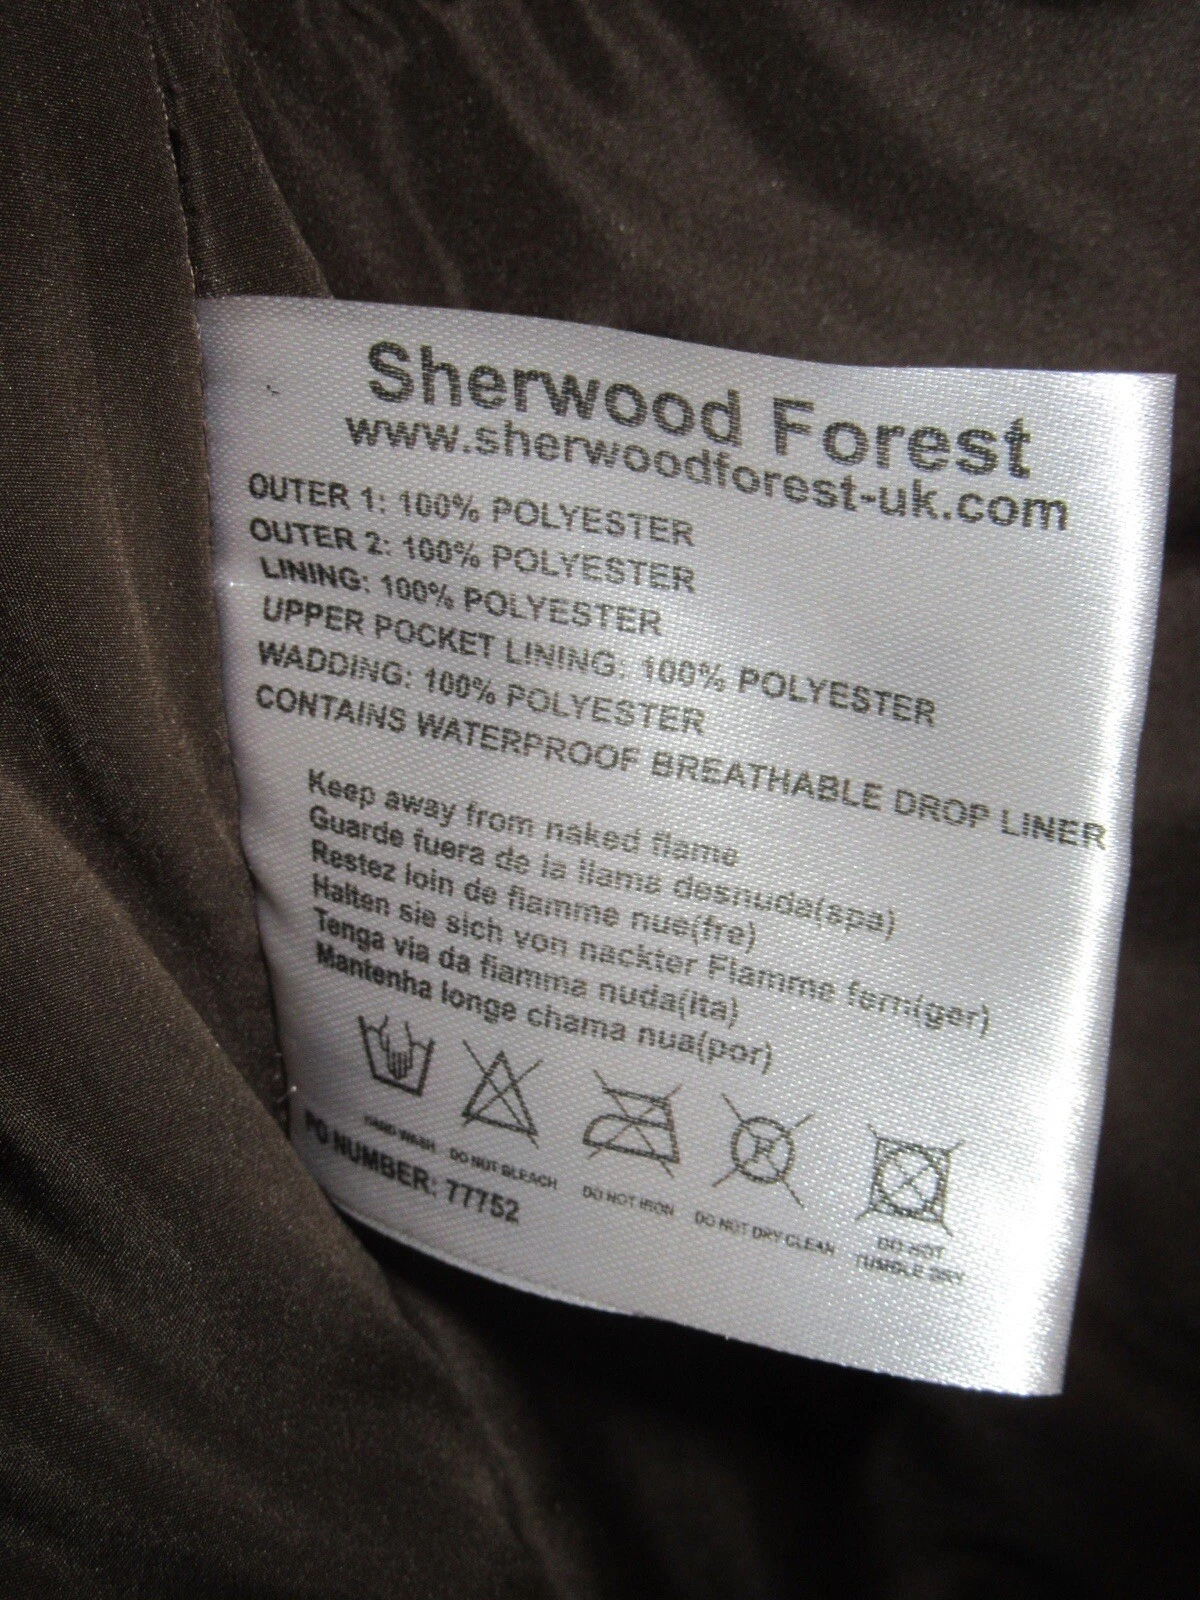 Sherwood Forest
www.sherwoodforest-uk.com
OUTER 1: 100% POLYESTER
OUTER 2: 100% POLYESTER
LINING: 100% POLYESTER
UPPER POCKET LINING: 100% POLYESTER
WADDING: 100% POLYESTER
CONTAINS WATERPROOF BREATHABLE DROP LINER
Keep away from naked flame
Guarde fuera de la llama desnuda(spa)
Restez loin de flamme nue(fre)
Halten sie sich von nackter Flamme fern(ger)
Tenga via da fiamma nuda(ita)
Mantenha longe chama nua(por)
R
HAND WASH DO NOT BLEACH DO NOT IRON DO NOT DRY CLEAN DO NOT
TUMBLE DRY
PO NUMBER: 77752